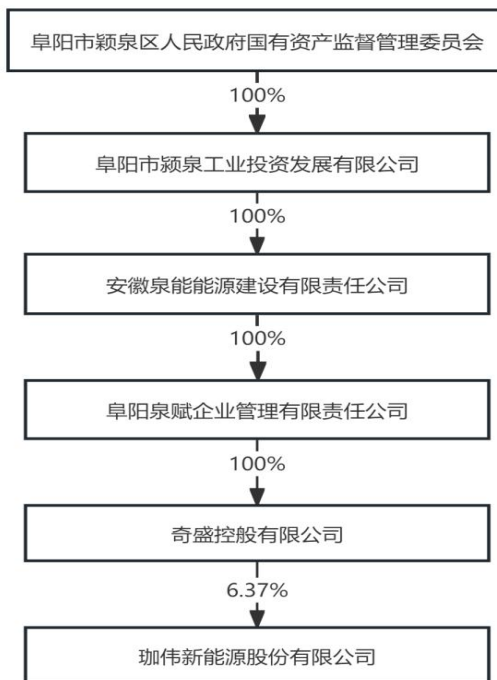 阜阳市颖泉区人民政府国有资产监督管理委员会
100%
阜阳市颍泉工业投资发展有限公司
100%
安徽泉能能源建设有限责任公司
100%
阜阳泉赋企业管理有限责任公司
100%
奇盛控般有限公司
6.37%
珈伟新能源股份有限公司